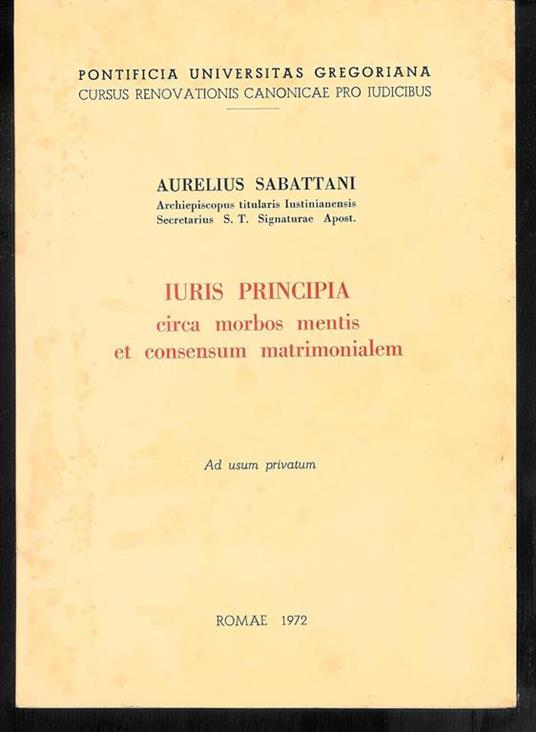 PONTIFICIA UNIVERSITAS GREGORIANA
CURSUS RENOVATIONIS CANONICAE PRO IUDICIBUS
AURELIUS SABATTANI
Archiepiscopus titularis Iustinianensis
Secretarius S. T. Signaturae Apost.
IURIS PRINCIPIA
circa morbos mentis
et consensum matrimonialem
Ad usum privatum
ROMAE 1972